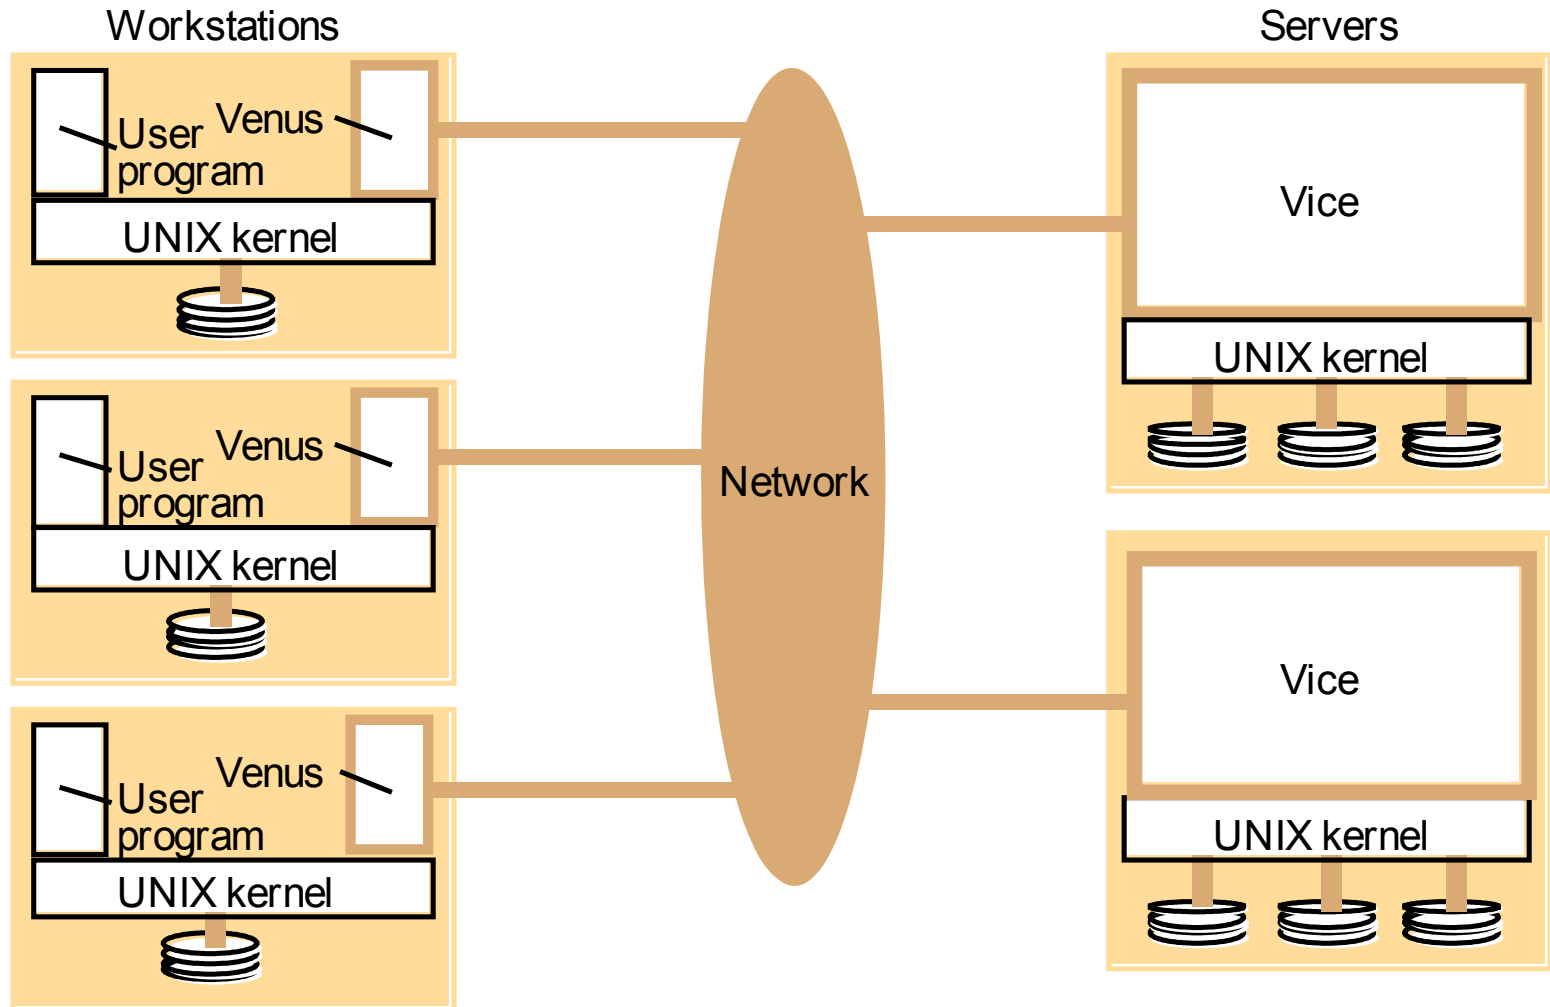 Workstations
Servers
User
program
Venus
UNIX kernel
User
program
Venus
UNIX kernel
User
program
Venus
UNIX kernel
Network
Vice
UNIX kernel
Vice
UNIX kernel